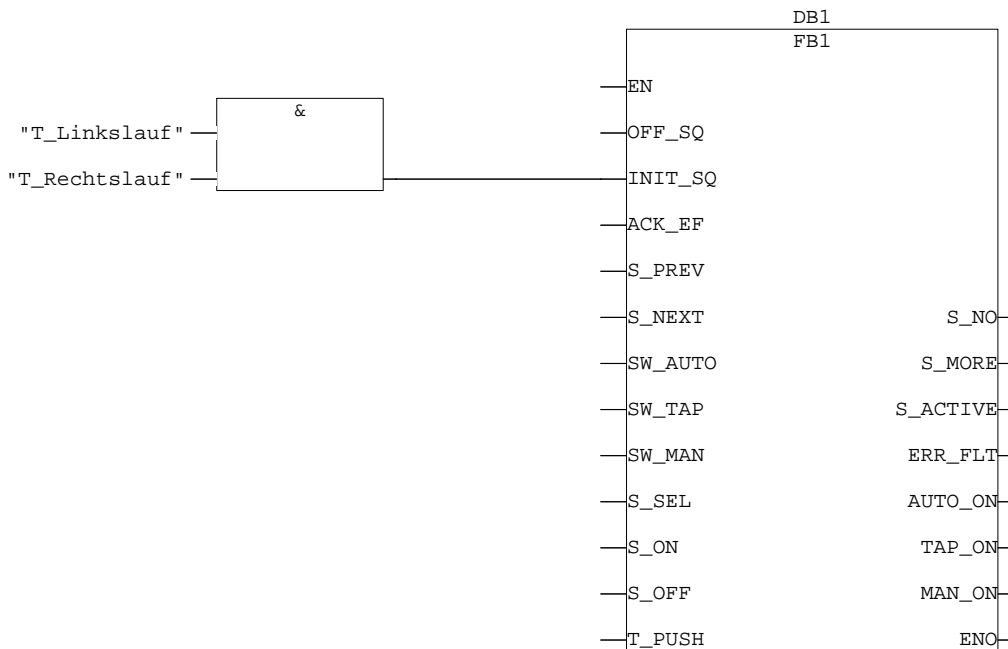 DB1
FB1
EN
&
"T_Linkslauf"
OFF_SQ
"T_Rechtslauf"
INIT_SQ
ACK_EF
S_PREV
S_NEXT S_NO
SW_AUTO S_MORE
SW_TAP S_ACTIVE
SW_MAN ERR_FLT
S_SEL AUTO_ON
S_ON TAP_ON
S_OFF MAN_ON
T_PUSH ENO